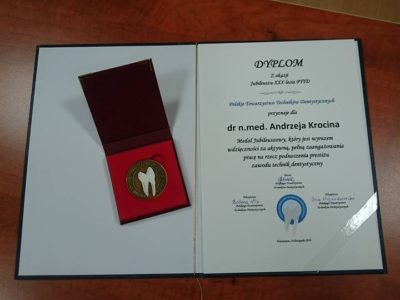 DYPLOM
Z okazji
Jubileuszu XXX-lecia PTTD
Polskie Towarzystwo Techników Dentystycznych
przyznaje dla
dr n.med. Andrzeja Krocina
Medal Jubileuszowy, który jest wyrazem
wdzięczności za aktywną, pełną zaangażowania
pracę na rzecz podnoszenia prestiżu
zawodu technik dentystyczny